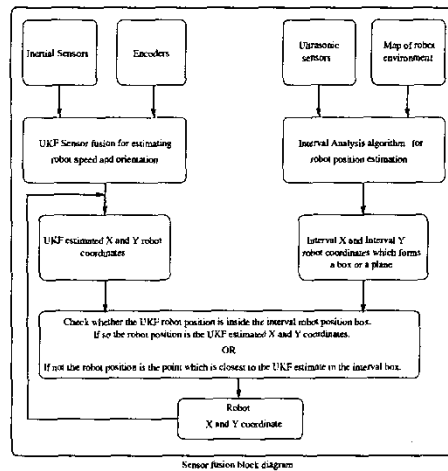 Inertial Sensors
Encoders
Ultrasonic
sensors
Map of robot
environment
UKF Sensor fusion for estimating
robot speed and orientation
Interval Analysis algorithm for
robot position estimation
UKF estimated X and Y robot
coordinates
Interval X and Interval Y
robot coordinates which forms
a box or a plane
Check whether the UKF robot position is inside the interval robot position box.
If so the robot position is the UKF estimated X and Y coordinates.
OR
If not the robot position is the point which is closest to the UKF estimate in the interval box.
Robot
X and Y coordinate
Sensor fusion block diagram